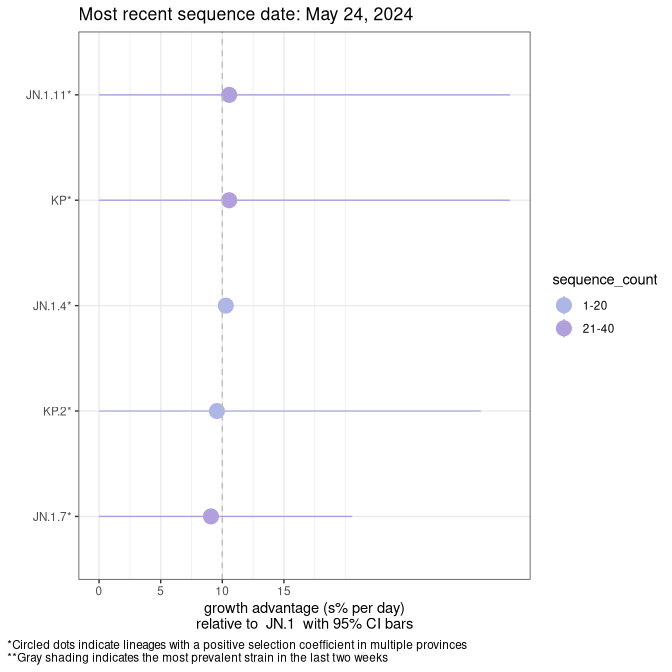 Most recent sequence date: May 24, 2024
JN.1.11*
KP*
JN.1.4*
KP.2*
JN.1.7*
0 5 10 15
growth advantage (s% per day)
relative to JN.1 with 95% CI bars
sequence_count
1-20
21-40
*Circled dots indicate lineages with a positive selection coefficient in multiple provinces
**Gray shading indicates the most prevalent strain in the last two weeks